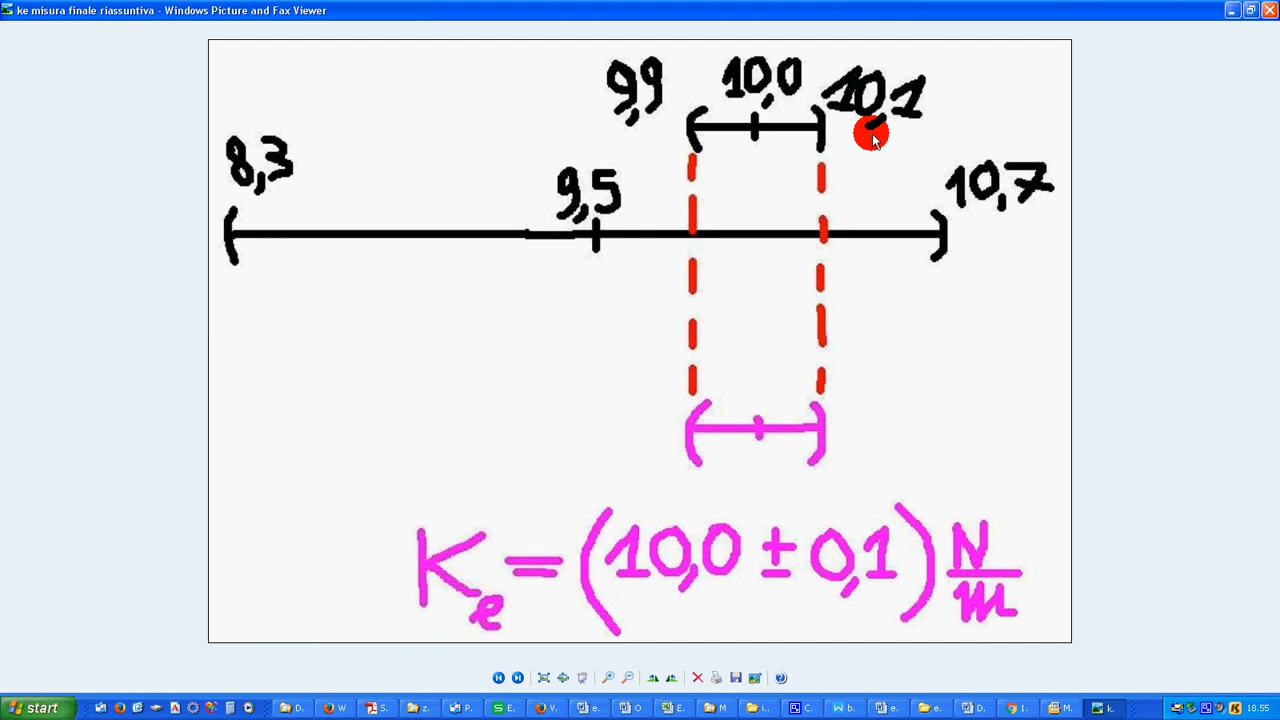 ke misura finale riassuntiva - Windows Picture and Fax Viewer
9,9 10,0 10,1
8,3 9,5 10,7
Ke = (10,0 ± 0,1) N/m
start D. W S. z. P. E. V. e. O E. M i. C. b. e. e. D. 1. M. k. 18.55